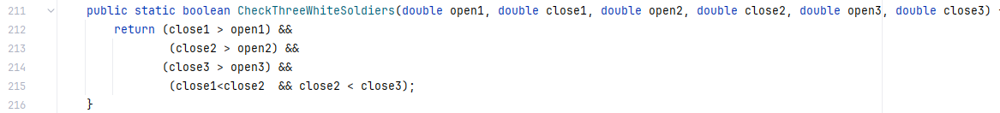 211 public static boolean CheckThreeWhiteSoldiers(double open1, double close1, double open2, double close2, double open3, double close3) {
212 return (close1 > open1) &&
213 (close2 > open2) &&
214 (close3 > open3) &&
215 (close1<close2  && close2 < close3);
216 }